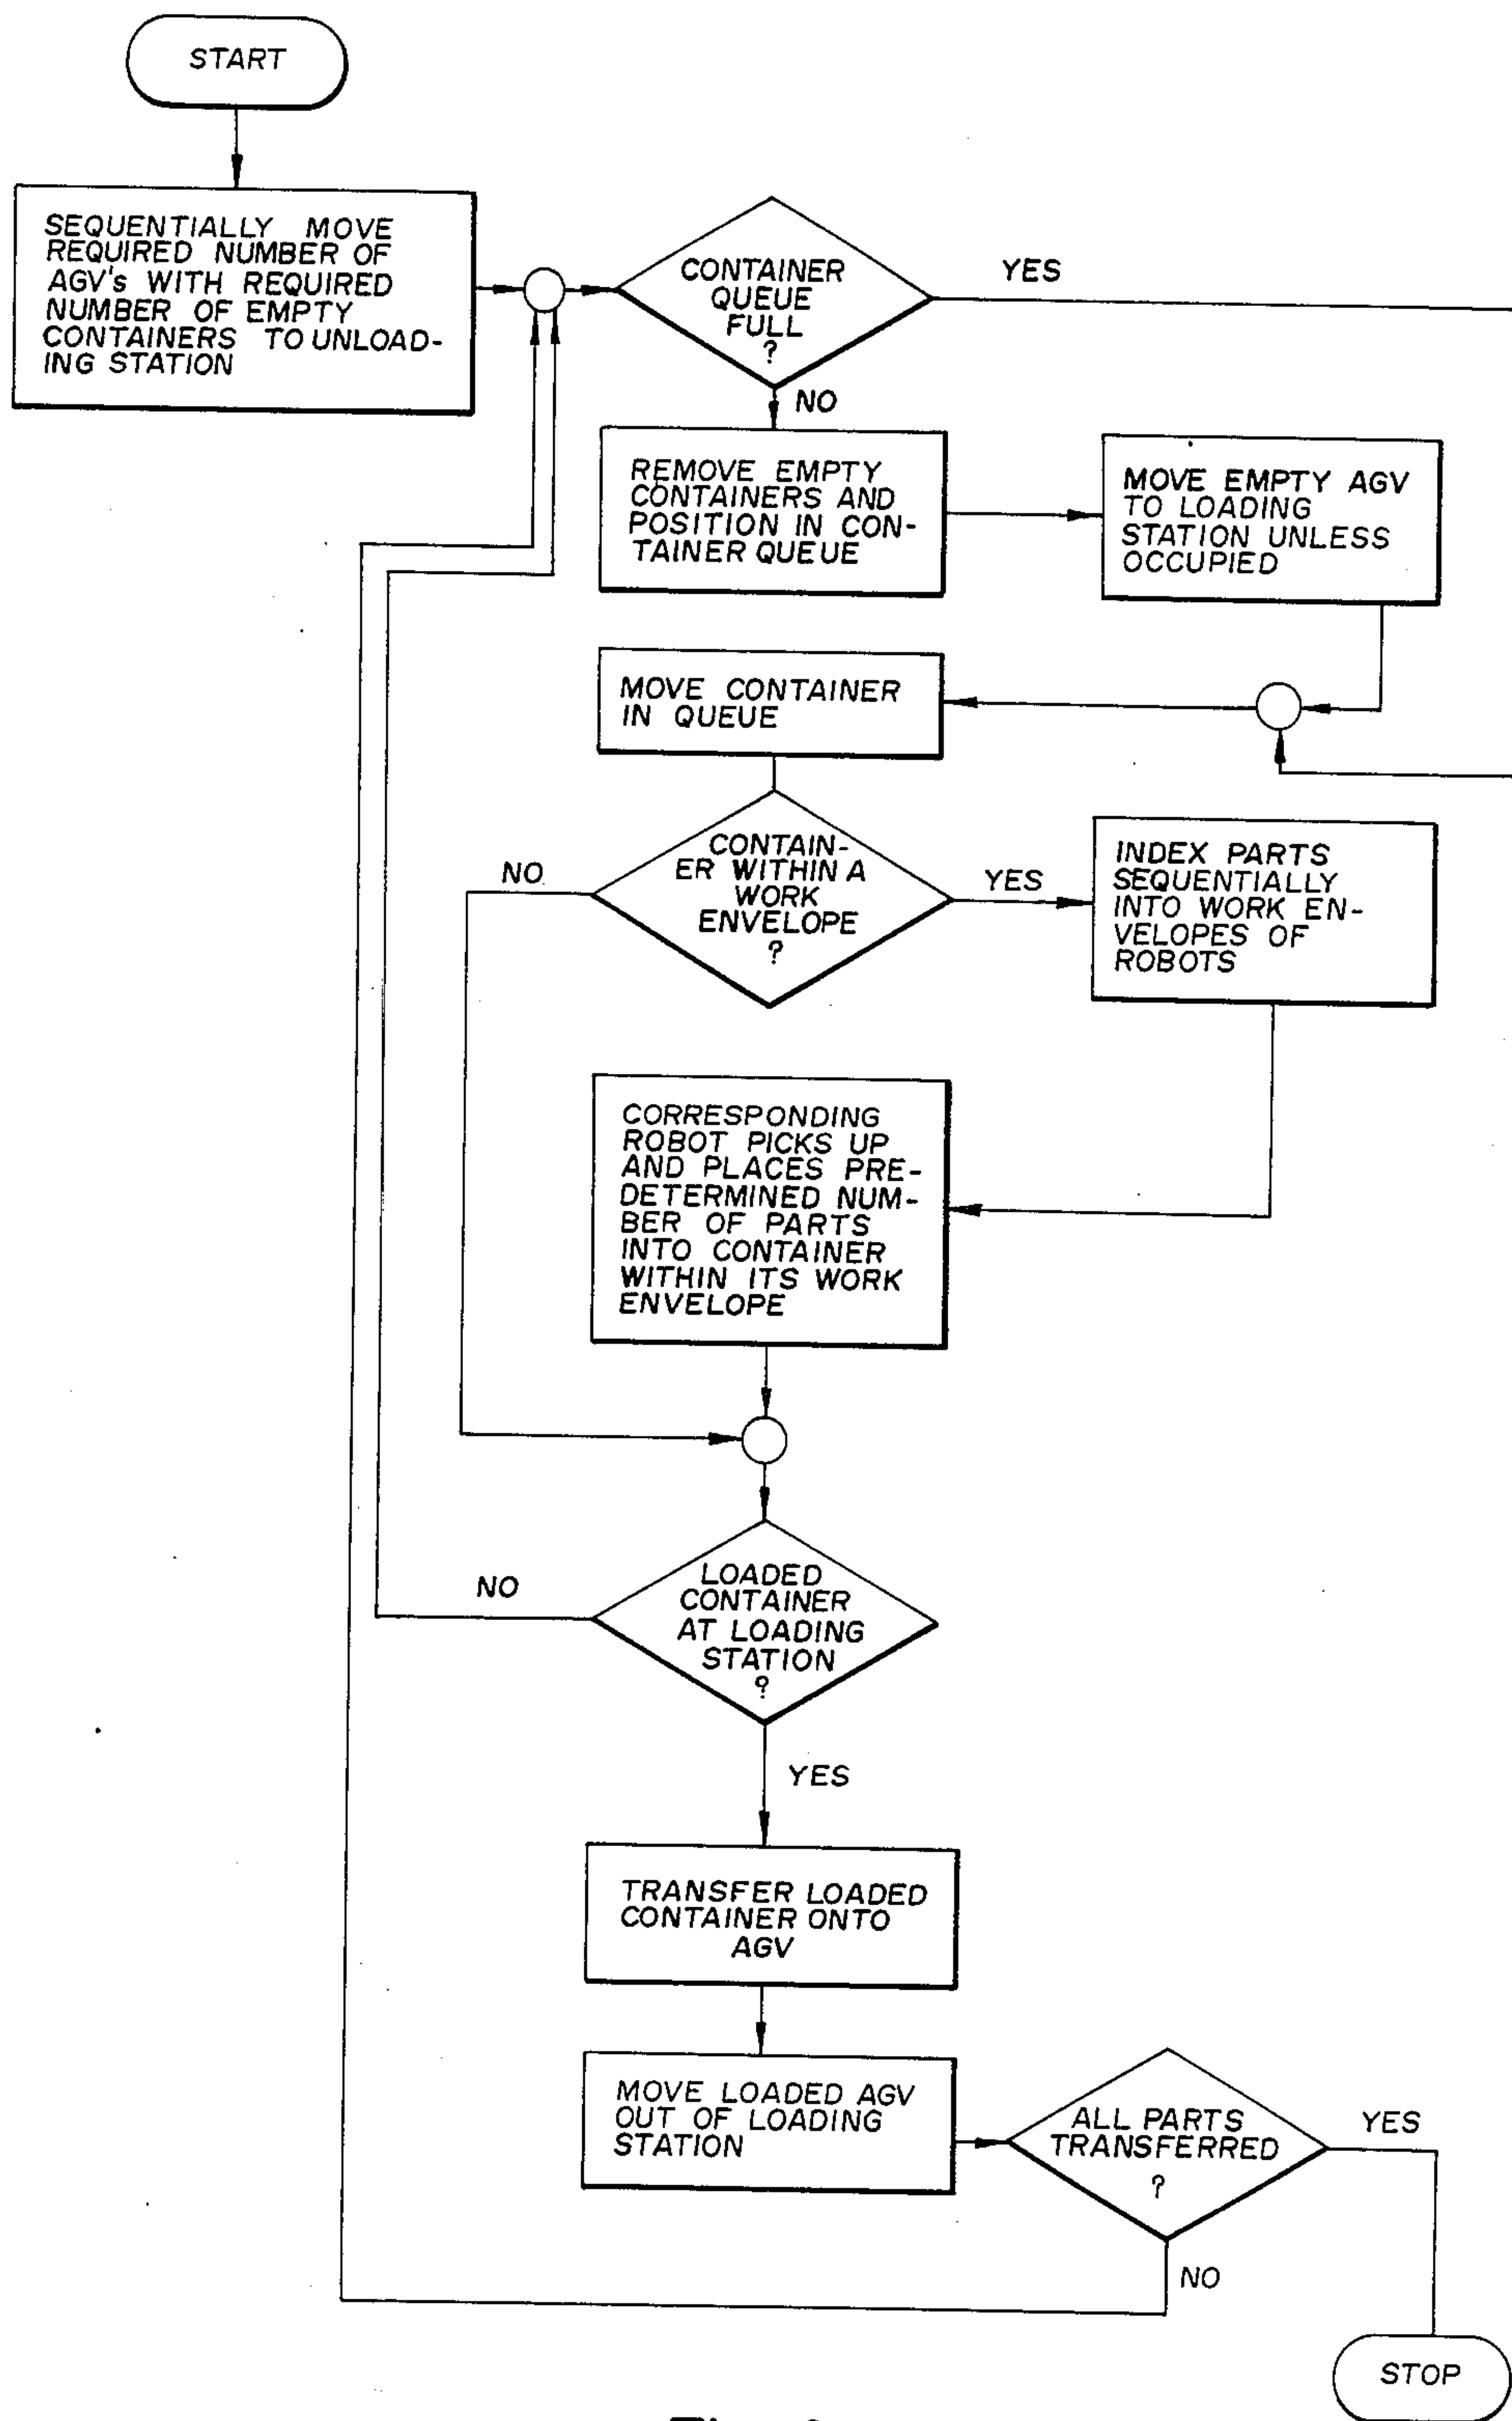 START
SEQUENTIALLY MOVE
REQUIRED NUMBER OF
AGV's WITH REQUIRED
NUMBER OF EMPTY
CONTAINERS TO UNLOAD-
ING STATION
CONTAINER
QUEUE
FULL
?
YES
NO
REMOVE EMPTY
CONTAINERS AND
POSITION IN CON-
TAINER QUEUE
MOVE EMPTY AGV
TO LOADING
STATION UNLESS
OCCUPIED
MOVE CONTAINER
IN QUEUE
CONTAIN-
ER WITHIN A
WORK
ENVELOPE
?
NO
YES
INDEX PARTS
SEQUENTIALLY
INTO WORK EN-
VELOPES OF
ROBOTS
CORRESPONDING
ROBOT PICKS UP
AND PLACES PRE-
DETERMINED NUM-
BER OF PARTS
INTO CONTAINER
WITHIN ITS WORK
ENVELOPE
LOADED
CONTAINER
AT LOADING
STATION
?
NO
YES
TRANSFER LOADED
CONTAINER ONTO
AGV
MOVE LOADED AGV
OUT OF LOADING
STATION
ALL PARTS
TRANSFERRED
?
YES
NO
STOP